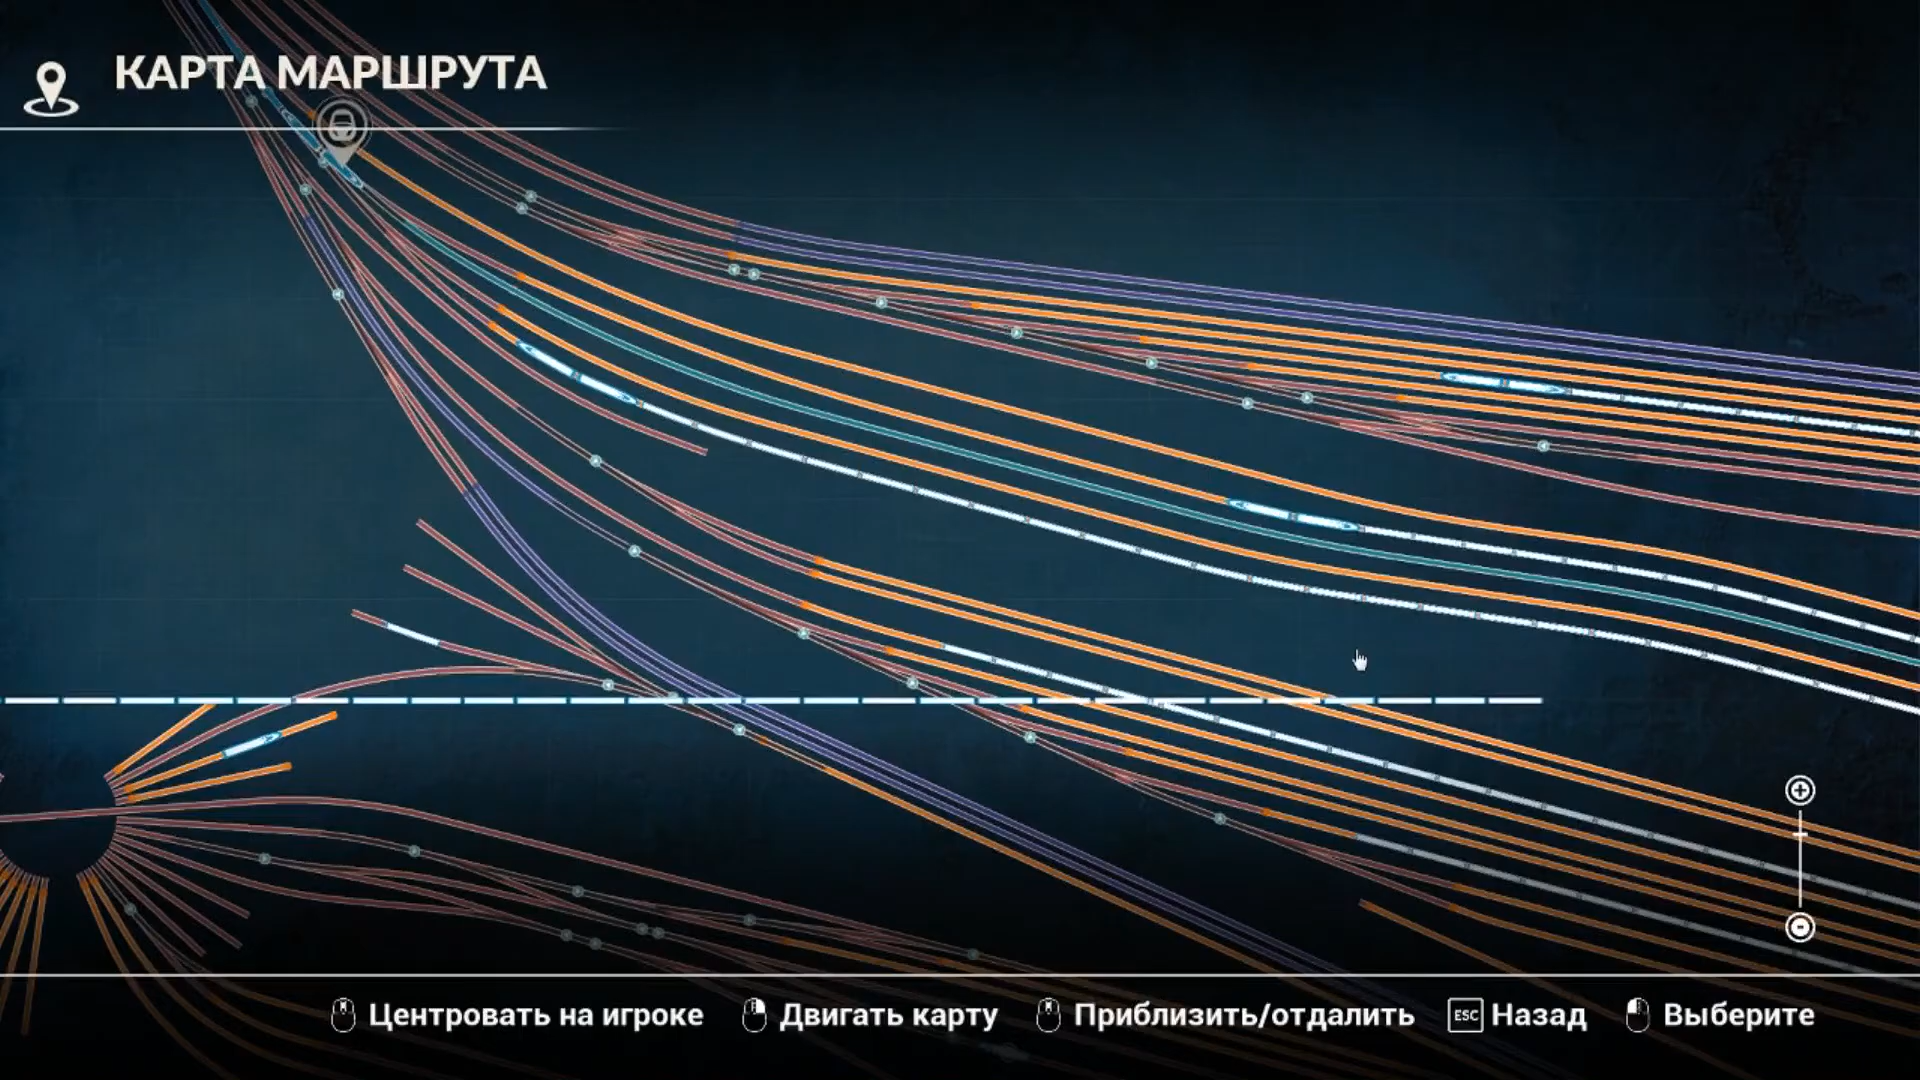 КАРТА МАРШРУТА
Центровать на игроке
Двигать карту
Приблизить/отдалить
ESC Назад
Выберите